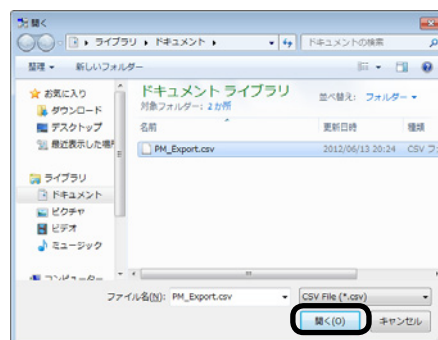 開く
ライブラリ ▸ ドキュメント ▸
ドキュメントの検索
整理 ▾ 新しいフォルダー
お気に入り
ダウンロード
デスクトップ
最近表示した場所
ライブラリ
ドキュメント
ピクチャ
ビデオ
ミュージック
ドキュメント ライブラリ
対象フォルダー: 2 か所
並べ替え: フォルダー ▾
名前 更新日時 種類
PM_Export.csv 2012/06/13 20:24 CSV フ
ファイル名(N): PM_Export.csv
CSV File (*.csv)
開く(O) キャンセル